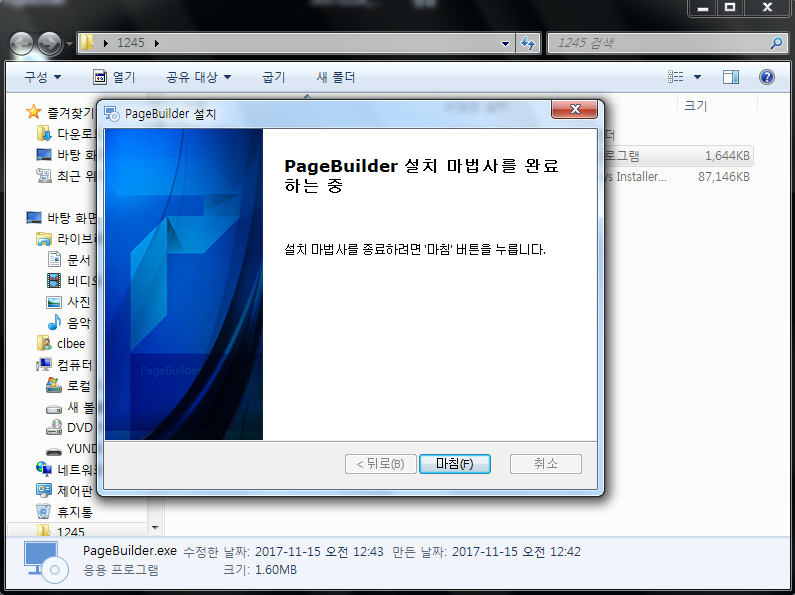 1245
1245 검색
구성
열기
공유 대상
굽기
새 폴더
즐겨찾기
다운로
바탕 화
최근 위
바탕 화면
라이브
문서
비디
사진
음악
clbee
컴퓨터
로컬
새 볼
DVD
YUND
네트워
제어판
휴지통
1245
크기
더
로그램
1,644KB
vs Installer...
87,146KB
PageBuilder 설치
PageBuilder
PageBuilder 설치 마법사를 완료
하는 중
설치 마법사를 종료하려면 '마침' 버튼을 누릅니다.
< 뒤로(B)
마침(F)
취소
PageBuilder.exe 수정한 날짜: 2017-11-15 오전 12:43 만든 날짜: 2017-11-15 오전 12:42
응용 프로그램 크기: 1.60MB